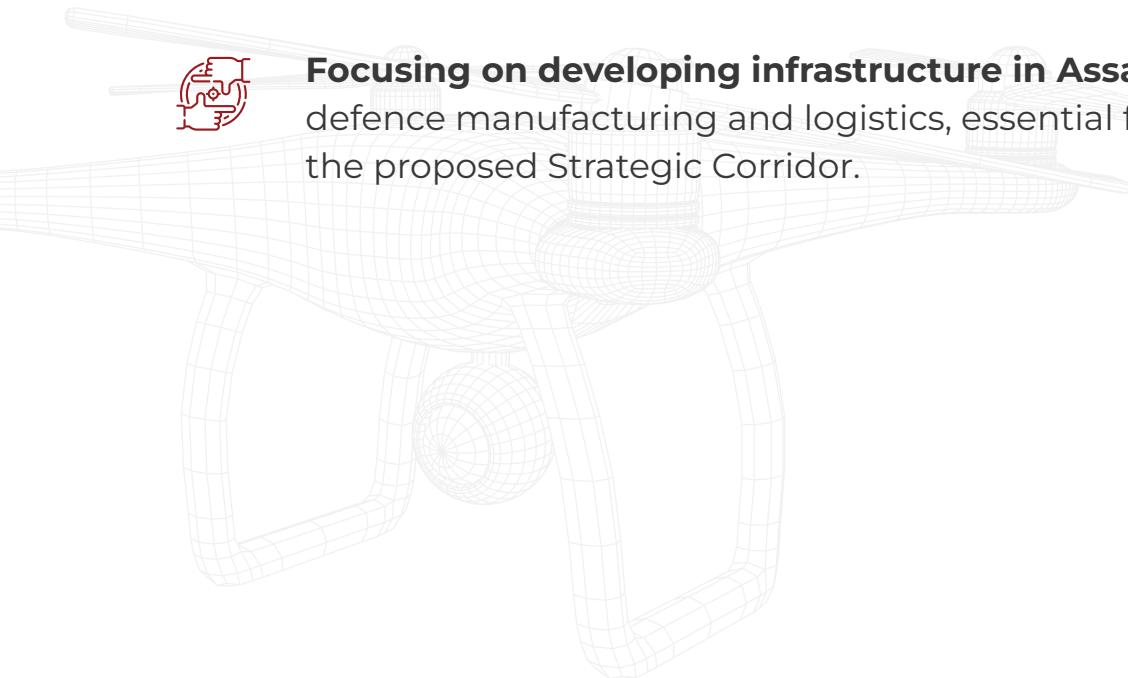 Focusing on developing infrastructure in
defence manufacturing and logistics, essential
the proposed Strategic Corridor.